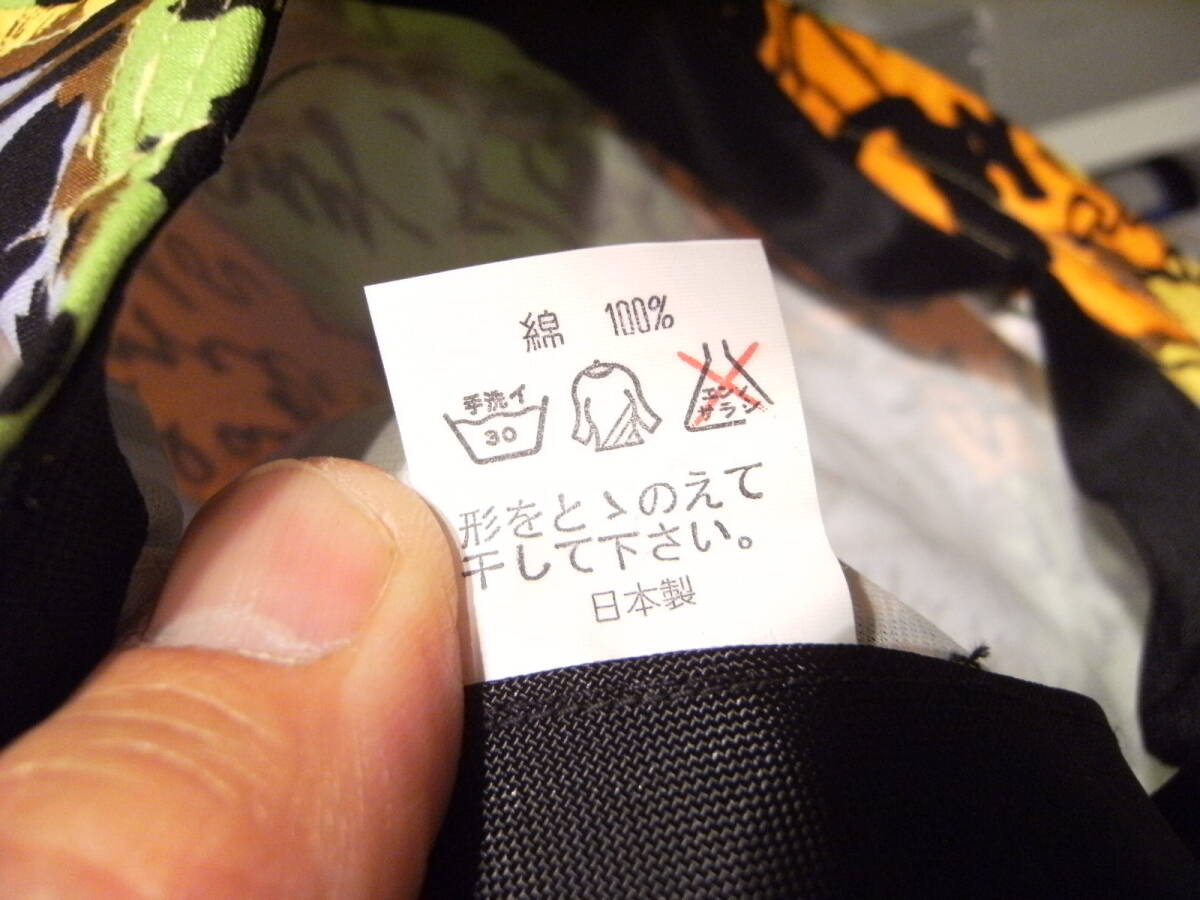 綿 100%
手洗イ
30
エンソ
サラシ
形をとゝのえて
干して下さい。
日本製